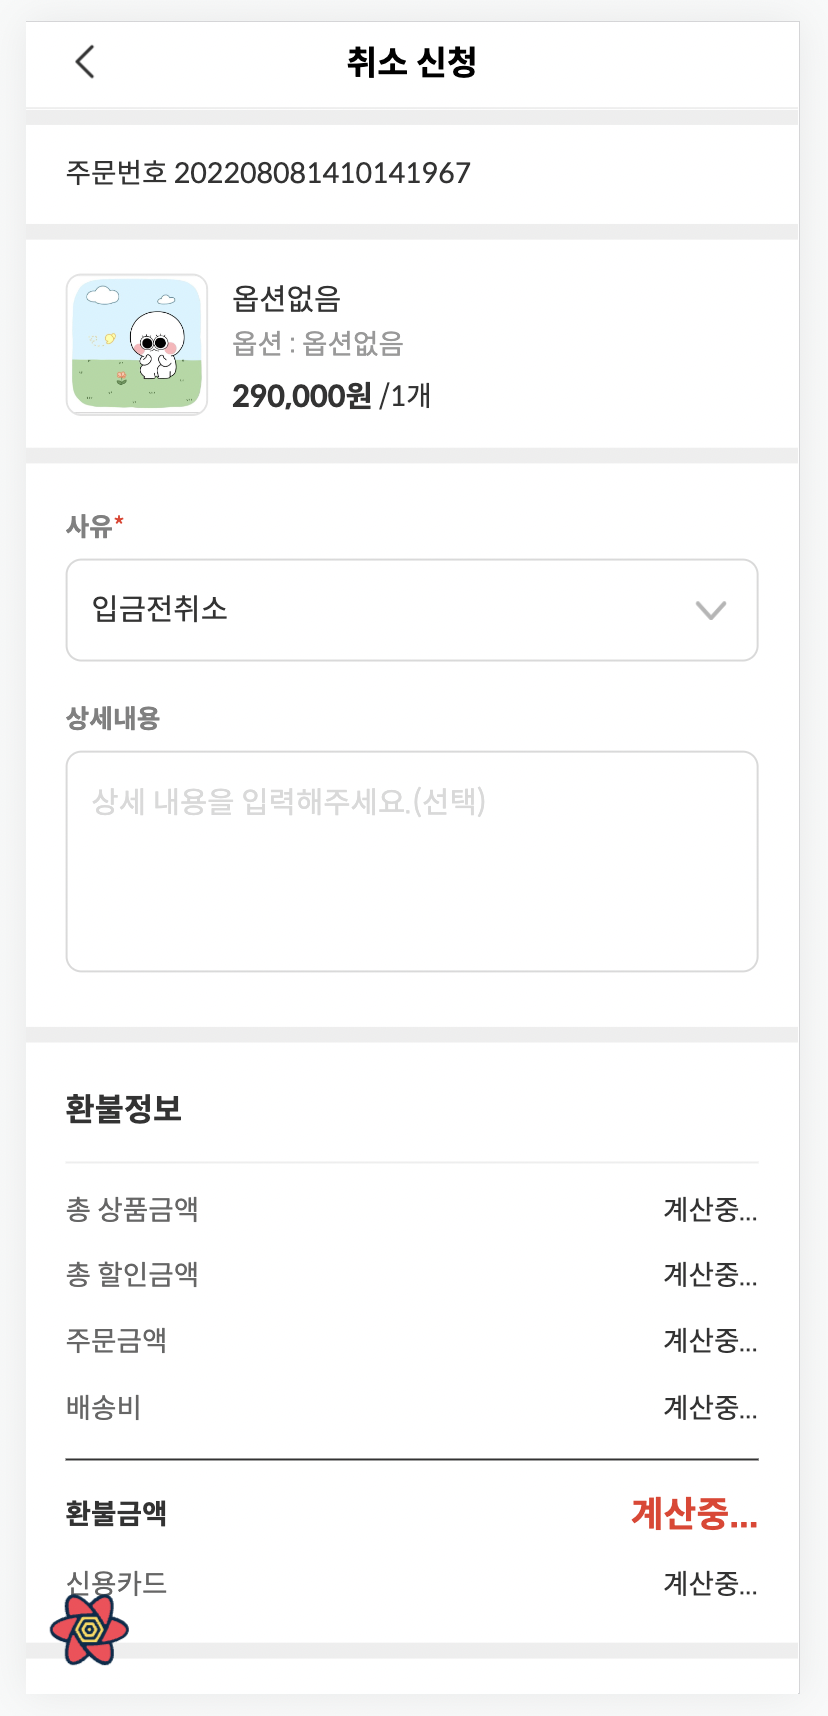 취소 신청
주문번호 202208081410141967
옵션없음
옵션 : 옵션없음
290,000원 /1개
사유*
입금전취소
상세내용
상세 내용을 입력해주세요.(선택)
환불정보
총 상품금액 계산중...
총 할인금액 계산중...
주문금액 계산중...
배송비 계산중...
환불금액 계산중...
신용카드 계산중...